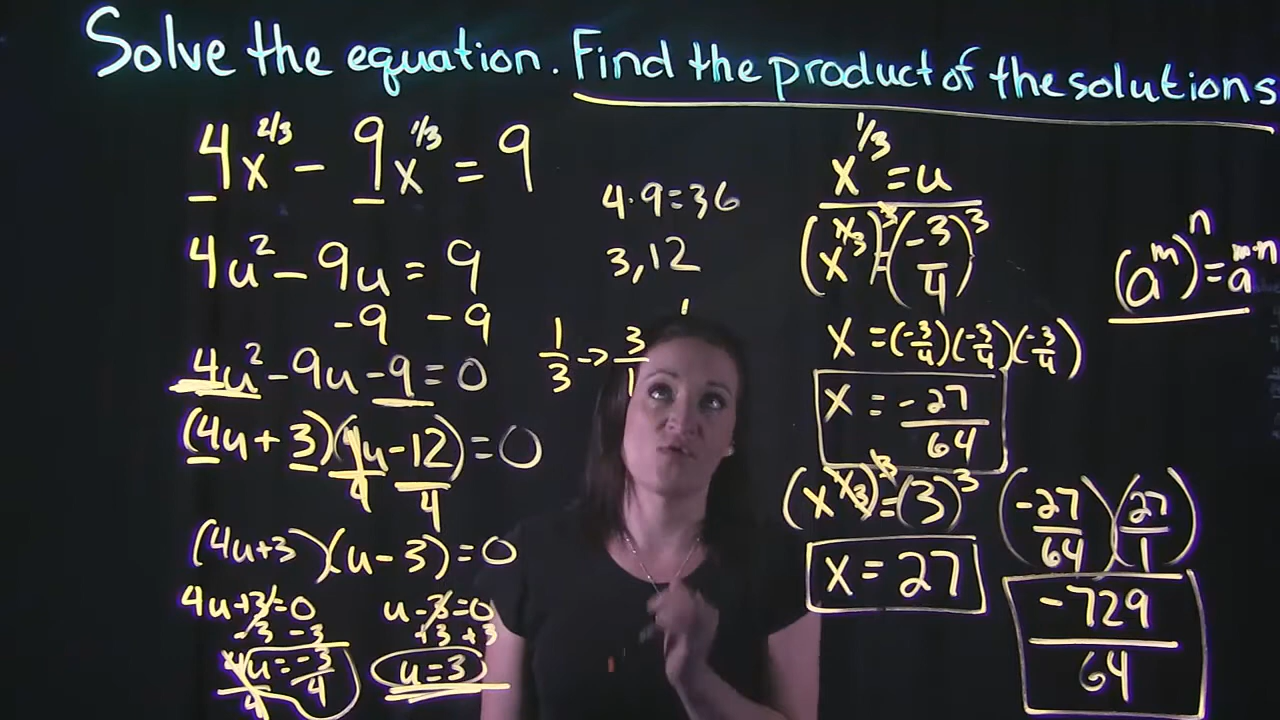 Solve the equation. Find the product of the solutions
4x^(2/3) - 9x^(1/3) = 9
4u² - 9u = 9
-9 -9
4u² - 9u - 9 = 0
(4u + 3)(4u - 12) = 0
4 4
(4u+3)(u-3) = 0
4u+3=0
-3 -3
4u = -3
4 4
u-3=0
+3 +3
u=3
4·9=36
3,12
1/3 → 3/1
x^(1/3) = u
(x^(1/3))³ = (-3/4)³
x = (-3/4)(-3/4)(-3/4)
x = -27/64
(x^(1/3))³ = (3)³
x = 27
(a^m)^n = a^(m·n)
(-27/64)(27/1)
-729/64